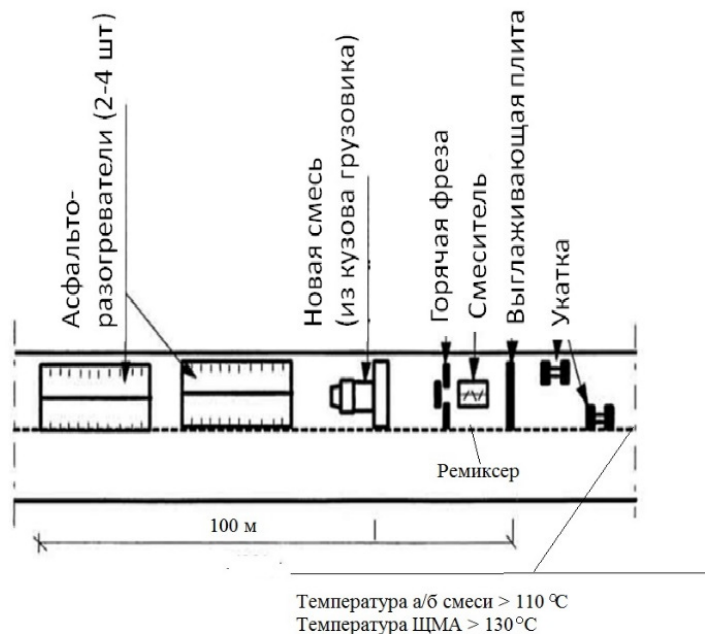 Асфальто-
разогреватели (2-4 шт)
Новая смесь
(из кузова грузовика)
Горячая фреза
Смеситель
Выглаживающая плита
Укатка
Ремиксер
100 м
Температура а/б смеси > 110 °С
Температура ЩМА > 130°С